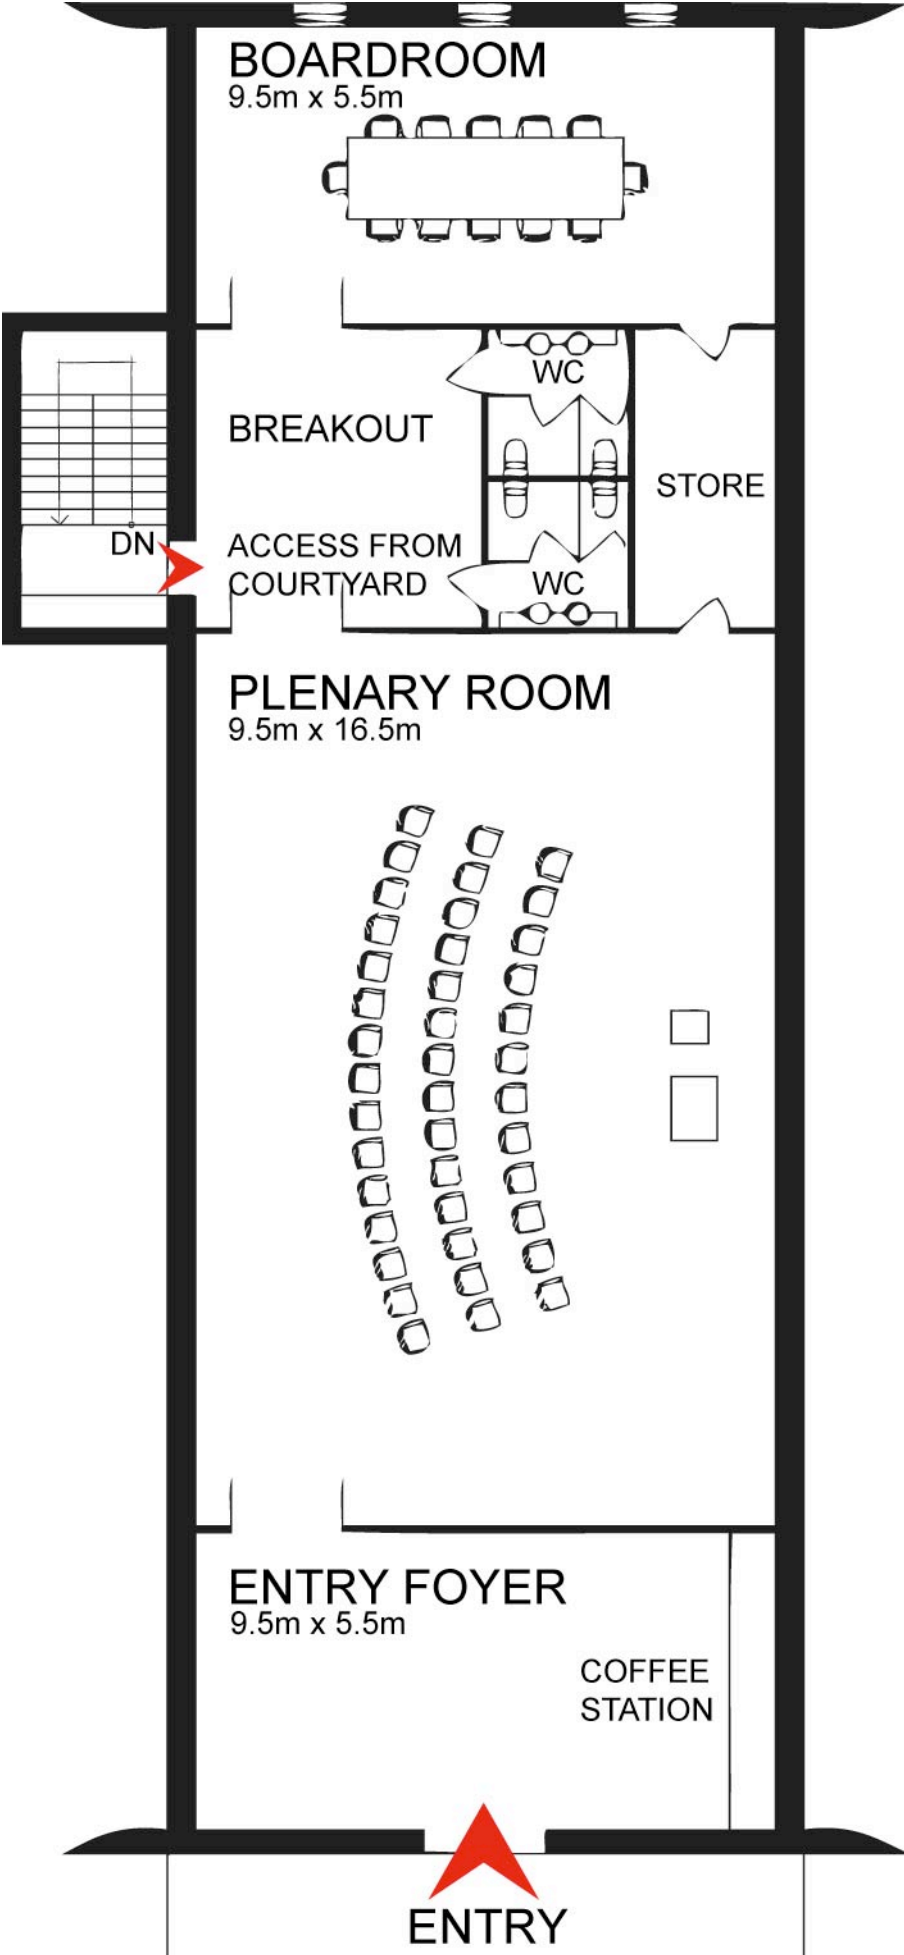 BOARDROOM
9.5m x 5.5m
WC
BREAKOUT
STORE
DN
ACCESS FROM
COURTYARD
WC
PLENARY ROOM
9.5m x 16.5m
ENTRY FOYER
9.5m x 5.5m
COFFEE
STATION
ENTRY